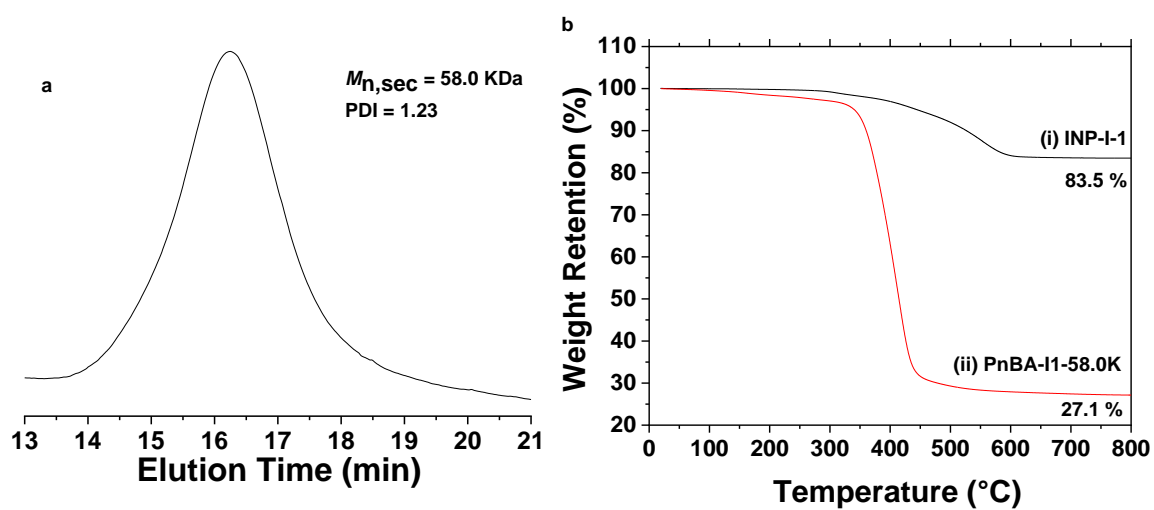 a
Mn,sec = 58.0 KDa
PDI = 1.23
13 14 15 16 17 18 19 20 21
Elution Time (min)
b
110
100
90
80
70
60
50
40
30
20
Weight Retention (%)
(i) INP-I-1
83.5 %
(ii) PnBA-I1-58.0K
27.1 %
0 100 200 300 400 500 600 700 800
Temperature (°C)